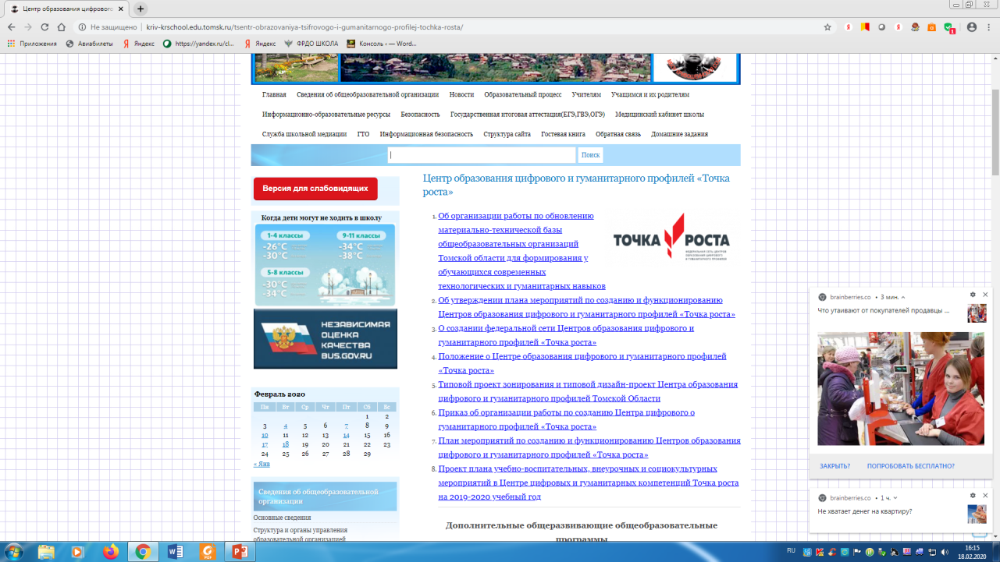 Центр образования цифрового
Не защищено | kriv-krschool.edu.tomsk.ru/tsentr-obrazovaniya-tsifrovogo-i-gumanitarnogo-profilej-tochka-rosta/
Приложения Авиабилеты Яндекс https://yandex.ru/cl... Яндекс ФРДО ШКОЛА Консоль ‹ — Word...
Главная Сведения об общеобразовательной организации Новости Образовательный процесс Учителям Учащимся и их родителям
Информационно-образовательные ресурсы Безопасность Государственная итоговая аттестация(ЕГЭ,ГВЭ,ОГЭ) Медицинский кабинет школы
Служба школьной медиации ГТО Информационная безопасность Структура сайта Гостевая книга Обратная связь Домашние задания
Поиск
Версия для слабовидящих
Когда дети могут не ходить в школу
1-4 классы 9-11 классы
-26°C -34°C
-30°C -38°C
5-8 классы
-30°C
-34°C
НЕЗАВИСИМАЯ
ОЦЕНКА
КАЧЕСТВА
BUS.GOV.RU
Февраль 2020
Пн Вт Ср Чт Пт Сб Вс
1 2
3 4 5 6 7 8 9
10 11 12 13 14 15 16
17 18 19 20 21 22 23
24 25 26 27 28 29
« Янв
Сведения об общеобразовательной
организации
Основные сведения
Структура и органы управления
образовательной организацией
Центр образования цифрового и гуманитарного профилей «Точка
роста»
1. Об организации работы по обновлению
материально-технической базы
общеобразовательных организаций
Томской области для формирования у
обучающихся современных
технологических и гуманитарных навыков
ТОЧКА РОСТА
ФЕДЕРАЛЬНАЯ СЕТЬ ЦЕНТРОВ
ОБРАЗОВАНИЯ ЦИФРОВОГО
И ГУМАНИТАРНОГО ПРОФИЛЕЙ
2. Об утверждении плана мероприятий по созданию и функционированию
Центров образования цифрового и гуманитарного профилей «Точка роста»
3. О создании федеральной сети Центров образования цифрового и
гуманитарного профилей «Точка роста»
4. Положение о Центре образования цифрового и гуманитарного профилей
«Точка роста»
5. Типовой проект зонирования и типовой дизайн-проект Центра образования
цифрового и гуманитарного профилей Томской Области
6. Приказ об организации работы по созданию Центра цифрового о
гуманитарного профилей «Точка роста»
7. План мероприятий по созданию и функционированию Центров образования
цифрового и гуманитарного профилей «Точка роста»
8. Проект плана учебно-воспитательных, внеурочных и социокультурных
мероприятий в Центре цифровых и гуманитарных компетенций Точка роста
на 2019-2020 учебный год
Дополнительные общеразвивающие общеобразовательные
программы
brainberries.co • 3 мин.
Что утаивают от покупателей продавцы ...
ЗАКРЫТЬ? ПОПРОБОВАТЬ БЕСПЛАТНО?
brainberries.co • 1 ч.
Не хватает денег на квартиру?
RU
16:15
18.02.2020